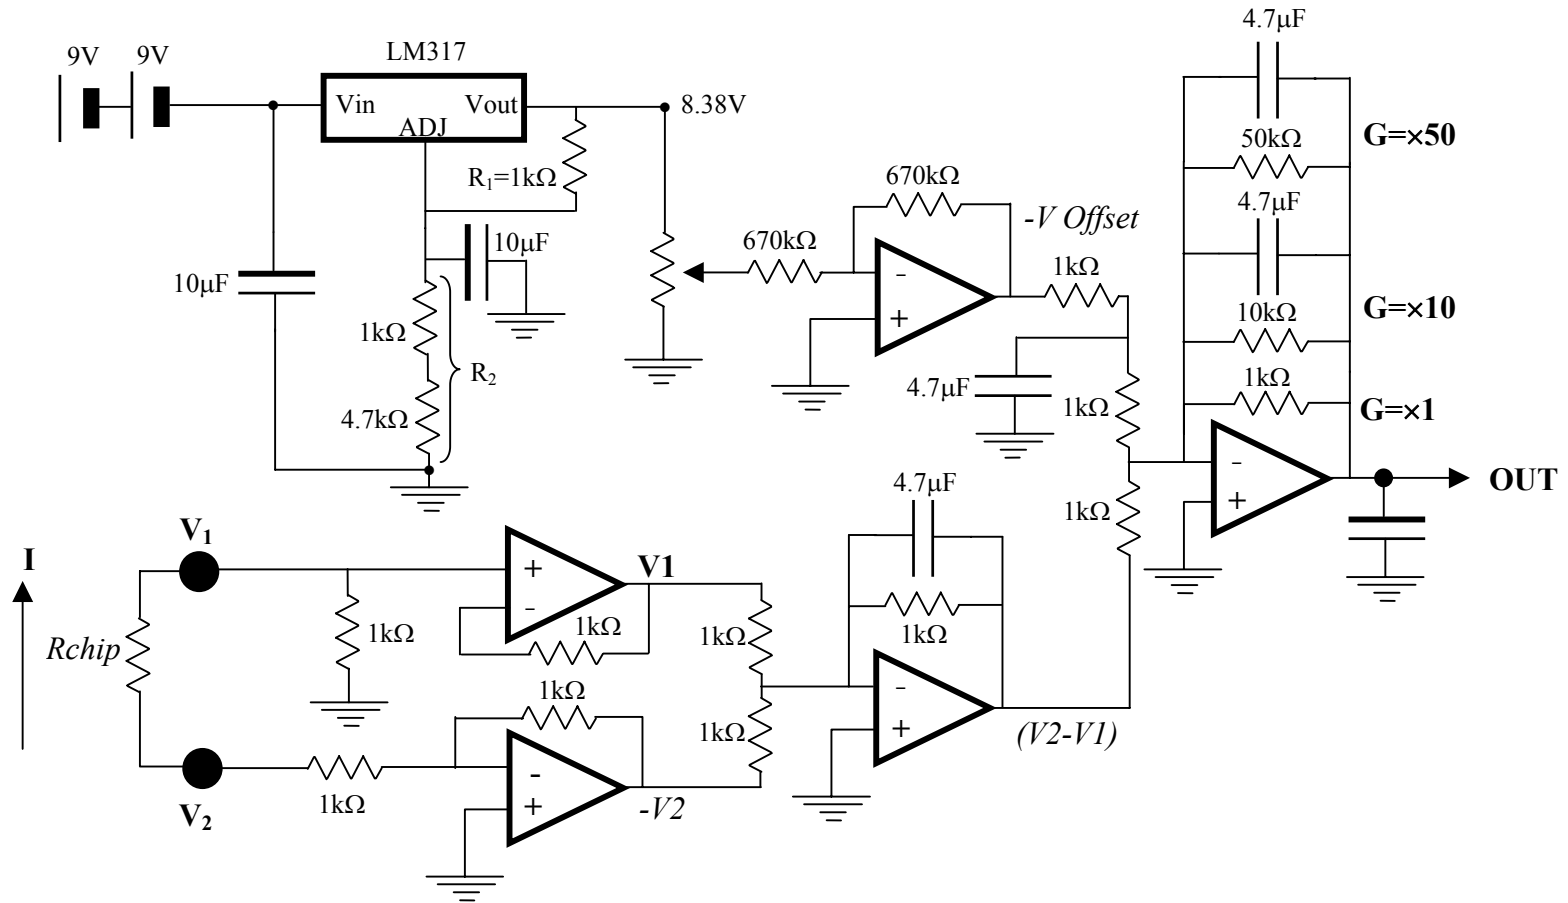 9V
9V
LM317
Vin
Vout
ADJ
8.38V
R₁=1kΩ
10µF
10µF
1kΩ
R₂
4.7kΩ
670kΩ
670kΩ
-
+
-V Offset
1kΩ
4.7µF
1kΩ
1kΩ
4.7µF
50kΩ
G=×50
4.7µF
10kΩ
G=×10
1kΩ
G=×1
-
+
OUT
I
V₁
Rchip
V₂
1kΩ
+
-
V1
1kΩ
1kΩ
1kΩ
-
+
-V2
1kΩ
1kΩ
4.7µF
1kΩ
-
+
(V2-V1)